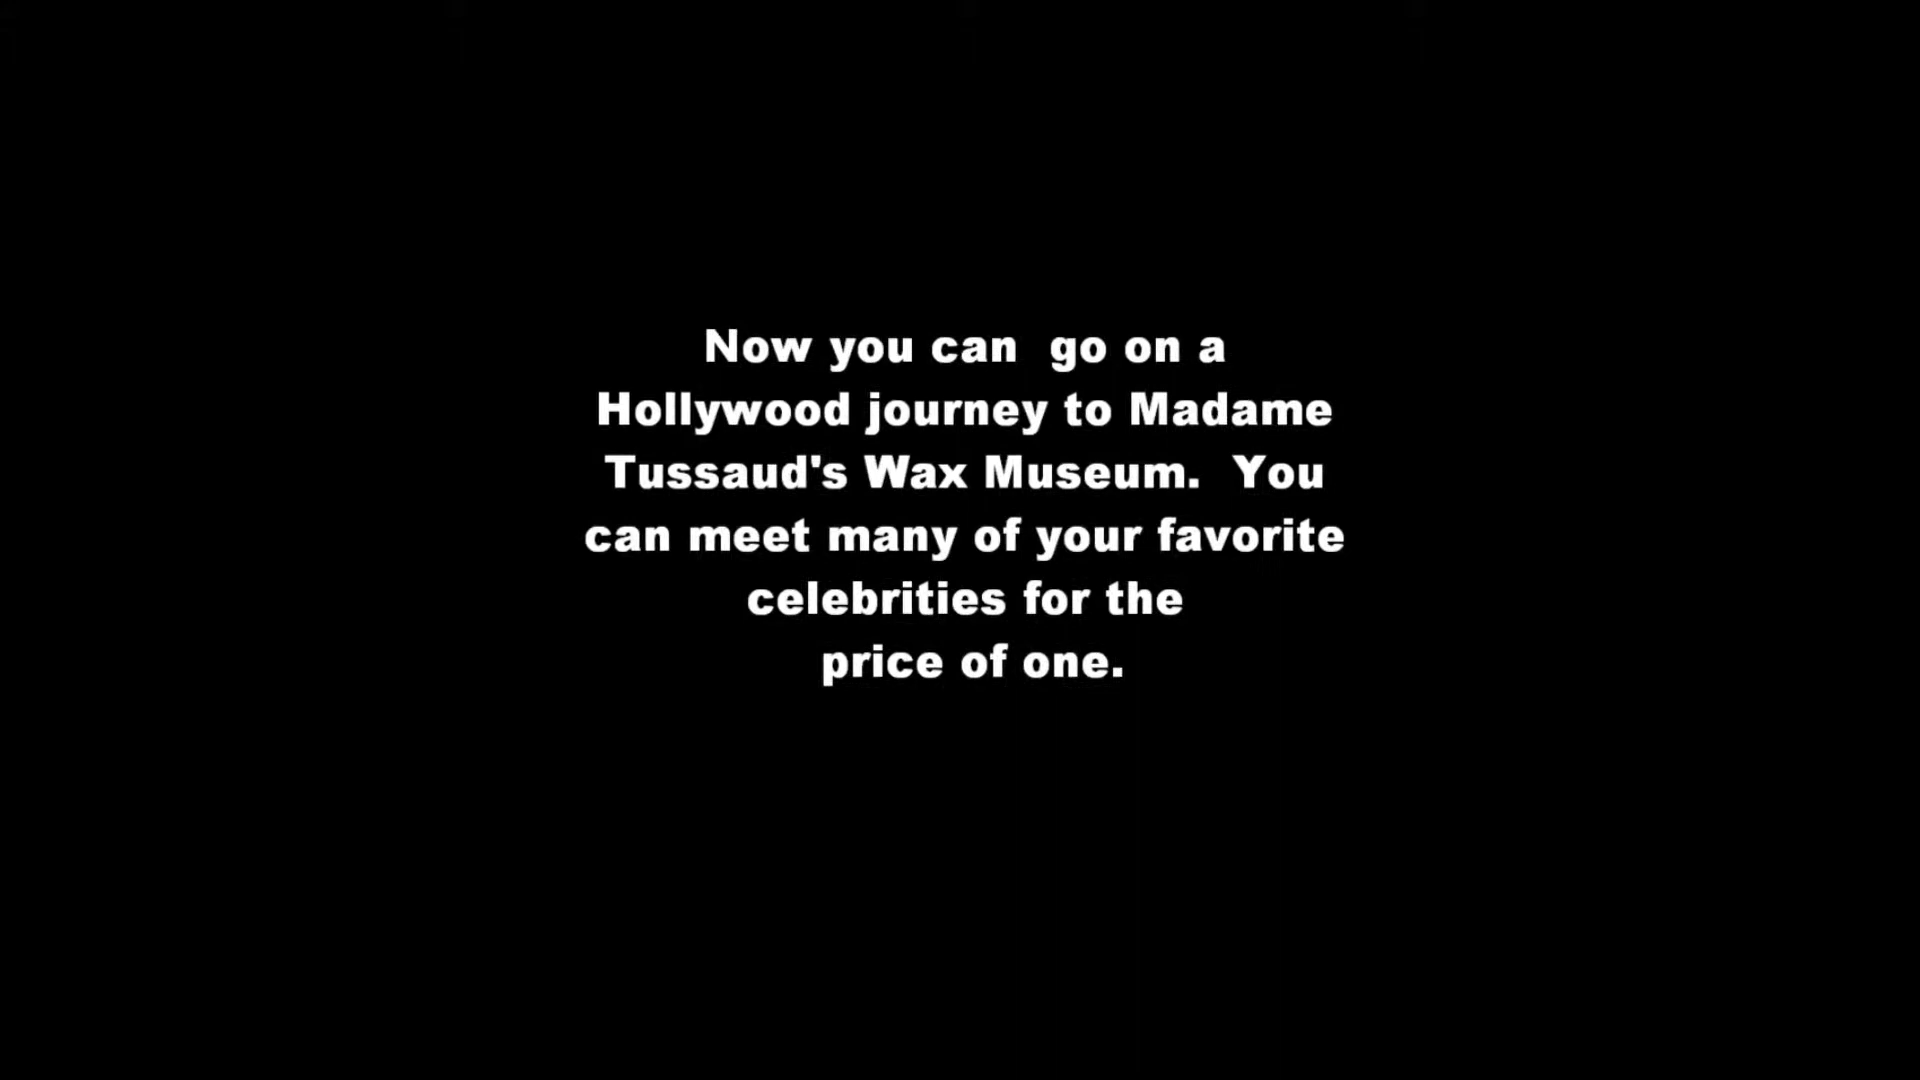 Now you can  go on a
Hollywood journey to Madame
Tussaud's Wax Museum.  You
can meet many of your favorite
celebrities for the
price of one.